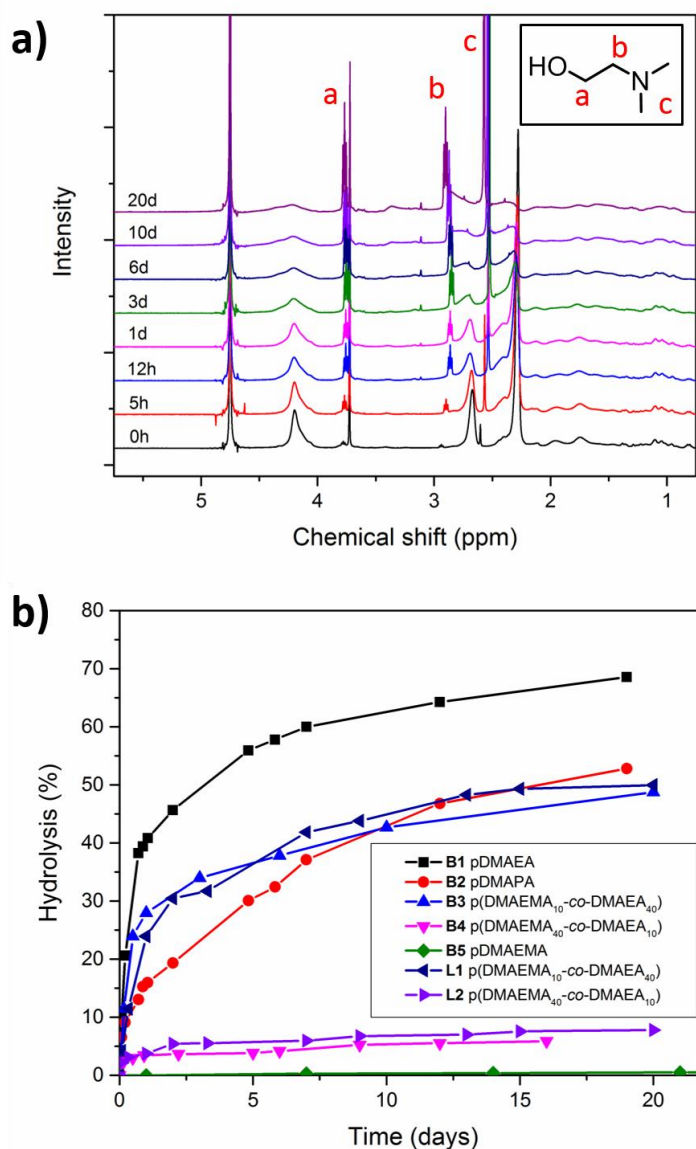 a)
Intensity
a
b
c
HO
N
a
b
c
20d
10d
6d
3d
1d
12h
5h
0h
5 4 3 2 1
Chemical shift (ppm)
b)
Hydrolysis (%)
80
70
60
50
40
30
20
10
0
B1 pDMAEA
B2 pDMAPA
B3 p(DMAEMA₁₀-co-DMAEA₄₀)
B4 p(DMAEMA₄₀-co-DMAEA₁₀)
B5 pDMAEMA
L1 p(DMAEMA₁₀-co-DMAEA₄₀)
L2 p(DMAEMA₄₀-co-DMAEA₁₀)
0 5 10 15 20
Time (days)